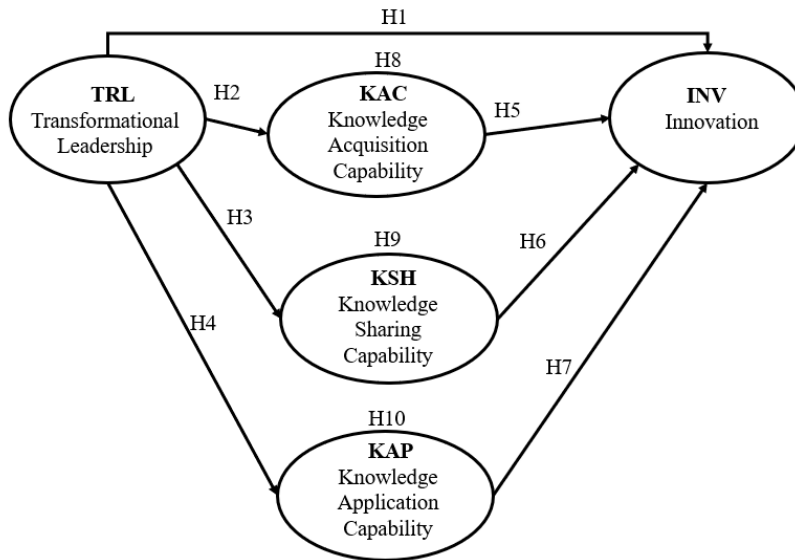 H1
H8
TRL
Transformational
Leadership
H2
KAC
Knowledge
Acquisition
Capability
H5
INV
Innovation
H3
H9
H6
KSH
Knowledge
Sharing
Capability
H4
H7
H10
KAP
Knowledge
Application
Capability